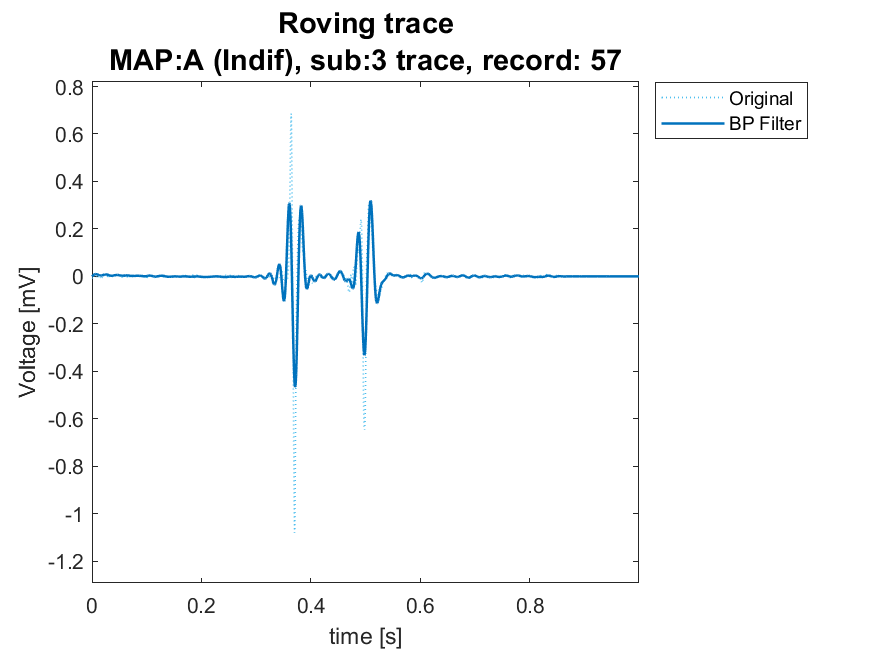 Roving trace
MAP:A (Indif), sub:3 trace, record: 57
Original
BP Filter
Voltage [mV]
0.8
0.6
0.4
0.2
0
-0.2
-0.4
-0.6
-0.8
-1
-1.2
0 0.2 0.4 0.6 0.8
time [s]